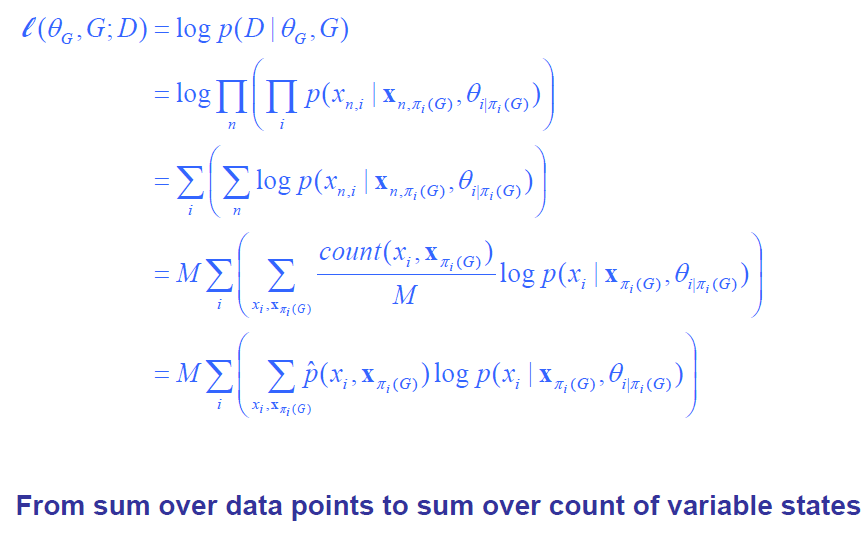 ℓ(θ_G, G; D) = log p(D | θ_G, G)
= log ∏_n ( ∏_i p(x_{n,i} | 𝐱_{n,π_i(G)}, θ_{i|π_i(G)}) )
= ∑_i ( ∑_n log p(x_{n,i} | 𝐱_{n,π_i(G)}, θ_{i|π_i(G)}) )
= M ∑_i ( ∑_{x_i, 𝐱_{π_i(G)}} \frac{count(x_i, 𝐱_{π_i(G)})}{M} log p(x_i | 𝐱_{π_i(G)}, θ_{i|π_i(G)}) )
= M ∑_i ( ∑_{x_i, 𝐱_{π_i(G)}} p̂(x_i, 𝐱_{π_i(G)}) log p(x_i | 𝐱_{π_i(G)}, θ_{i|π_i(G)}) )
From sum over data points to sum over count of variable states